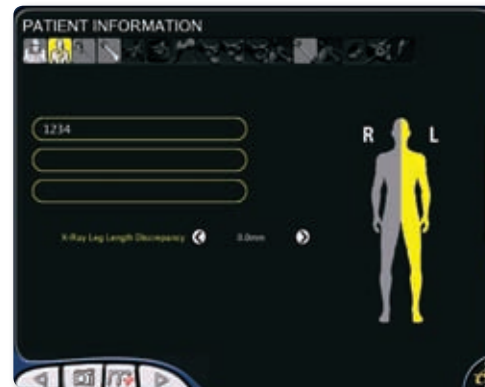 PATIENT INFORMATION
1234
R L
X-Ray Leg Length Discrepancy 0.0mm